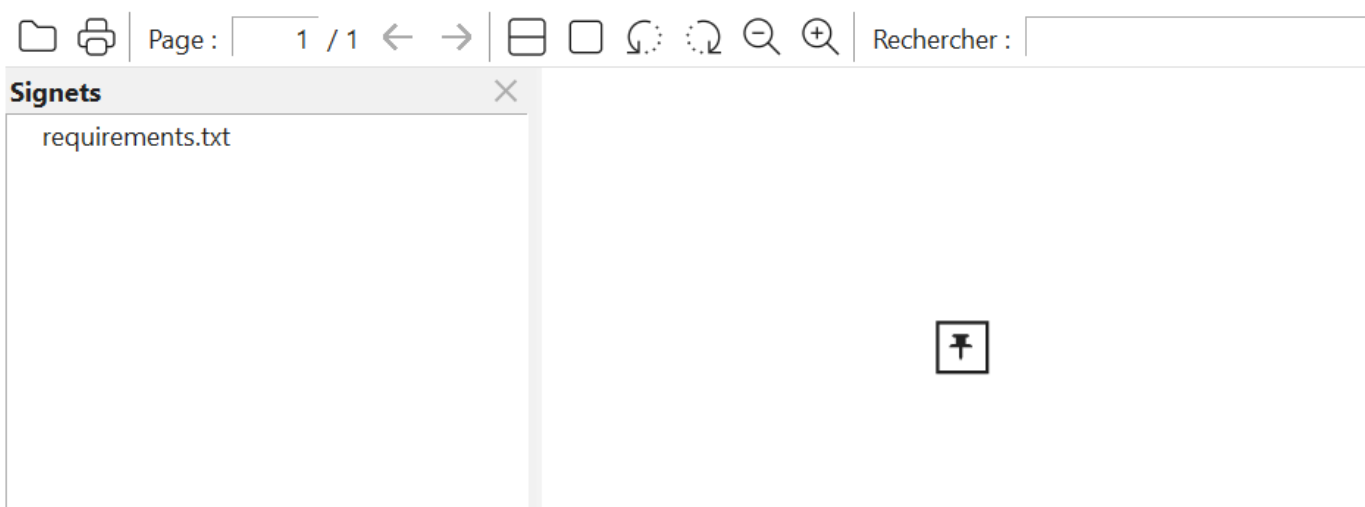 Page : 1 / 1 Rechercher :
Signets
requirements.txt